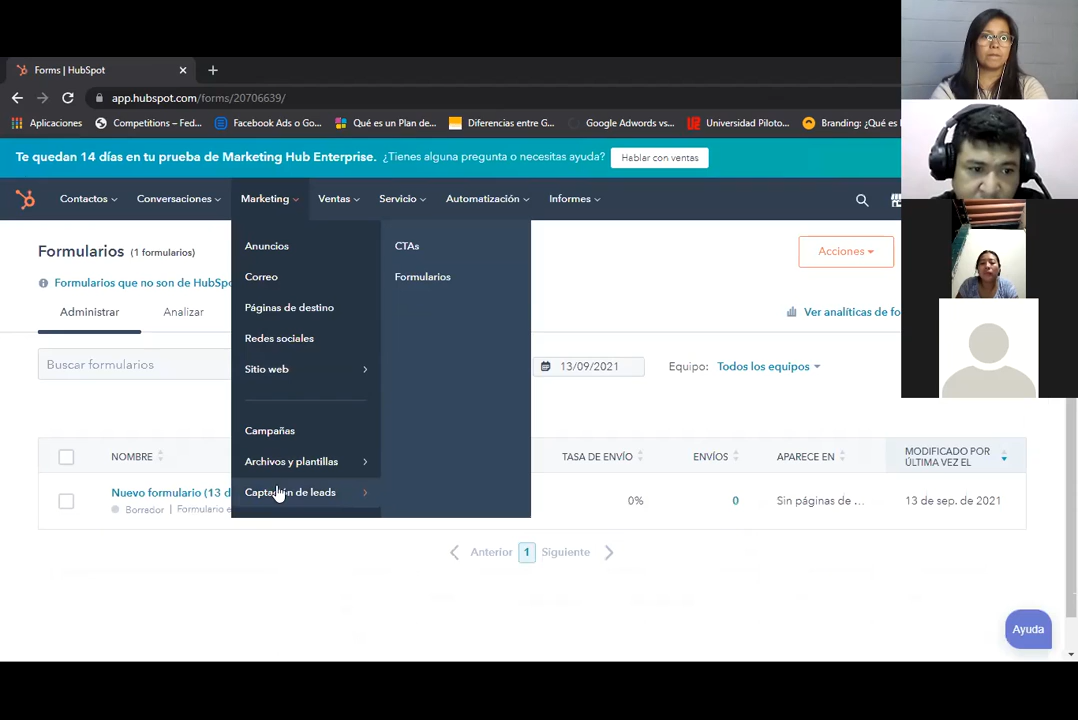 Forms | HubSpot
app.hubspot.com/forms/20706639/
Aplicaciones
Competitions – Fed...
Facebook Ads o Go...
Qué es un Plan de...
Diferencias entre G...
Google Adwords vs...
Universidad Piloto...
Branding: ¿Qué es
Te quedan 14 días en tu prueba de Marketing Hub Enterprise. ¿Tienes alguna pregunta o necesitas ayuda? Hablar con ventas
Contactos
Conversaciones
Marketing
Ventas
Servicio
Automatización
Informes
Formularios (1 formularios)
Acciones
Formularios que no son de HubSpo
Administrar
Analizar
Ver analíticas de fo
Buscar formularios
13/09/2021
Equipo: Todos los equipos
Anuncios
Correo
Páginas de destino
Redes sociales
Sitio web
Campañas
Archivos y plantillas
Captación de leads
CTAs
Formularios
NOMBRE
TASA DE ENVÍO
ENVÍOS
APARECE EN
MODIFICADO POR
ÚLTIMA VEZ EL
Nuevo formulario (13 d
Borrador | Formulario e
0%
0
Sin páginas de ...
13 de sep. de 2021
Anterior 1 Siguiente
Ayuda